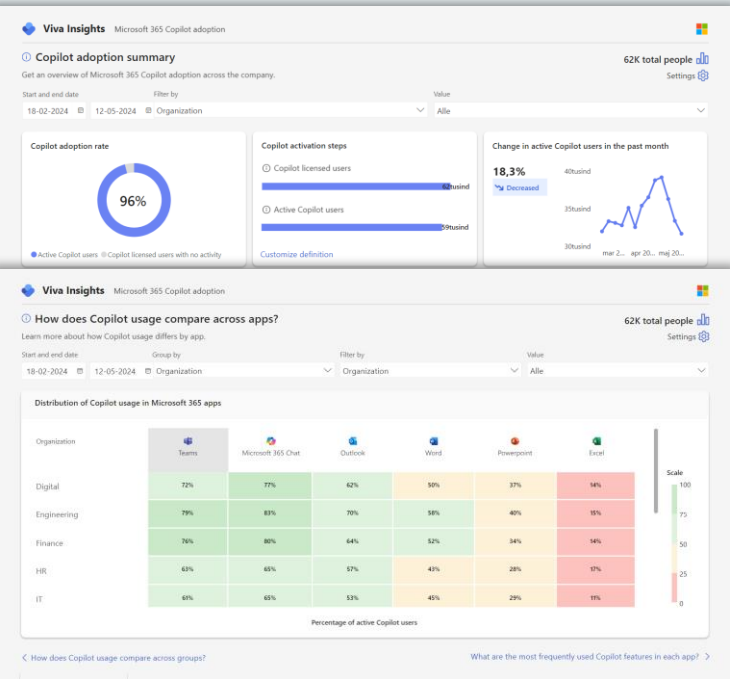 Viva Insights Microsoft 365 Copilot adoption
Copilot adoption summary
62K total people
Get an overview of Microsoft 365 Copilot adoption across the company.
Settings
Start and end date Filter by Value
18-02-2024 12-05-2024 Organization Alle
Copilot adoption rate
96%
Active Copilot users Copilot licensed users with no activity
Copilot activation steps
Copilot licensed users
62tusind
Active Copilot users
59tusind
Customize definition
Change in active Copilot users in the past month
18,3%
Decreased
40tusind
35tusind
30tusind
mar 2... apr 20... maj 20...
Viva Insights Microsoft 365 Copilot adoption
How does Copilot usage compare across apps?
62K total people
Learn more about how Copilot usage differs by app.
Settings
Start and end date Group by Filter by Value
18-02-2024 12-05-2024 Organization Organization Alle
Distribution of Copilot usage in Microsoft 365 apps
Organization Teams Microsoft 365 Chat Outlook Word Powerpoint Excel
Digital 72% 77% 62% 50% 37% 14%
Engineering 79% 83% 70% 58% 40% 15%
Finance 76% 80% 64% 52% 34% 14%
HR 63% 65% 57% 43% 28% 17%
IT 61% 65% 53% 45% 29% 11%
Scale
100
75
50
25
0
Percentage of active Copilot users
How does Copilot usage compare across groups?
What are the most frequently used Copilot features in each app?